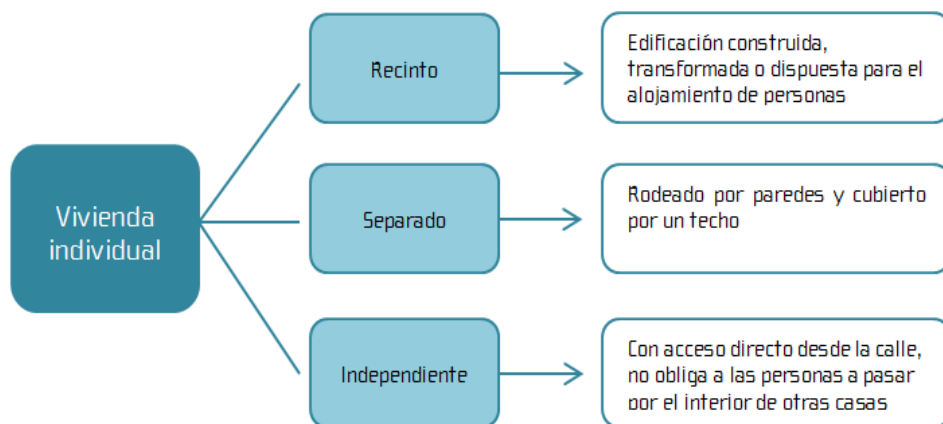 Vivienda
individual
Recinto
Edificación construida,
transformada o dispuesta para el
alojamiento de personas
Separado
Rodeado por paredes y cubierto
por un techo
Independiente
Con acceso directo desde la calle,
no obliga a las personas a pasar
por el interior de otras casas